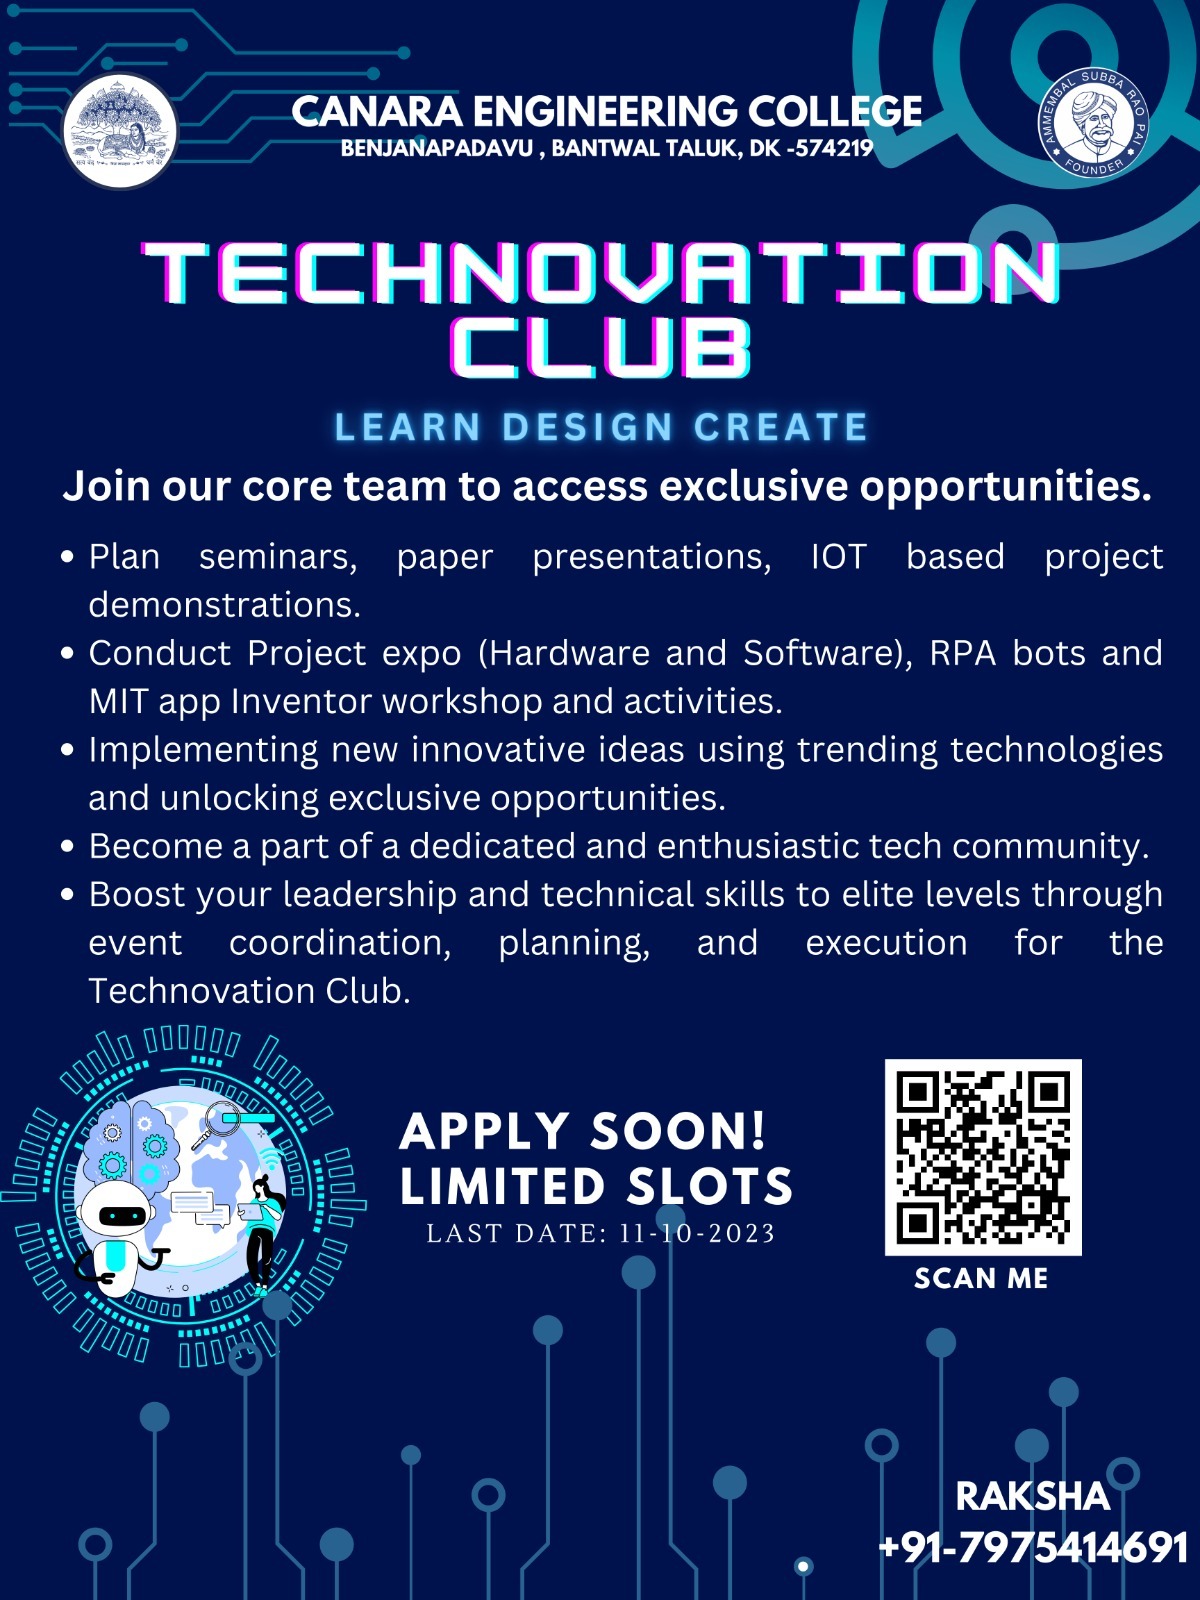 CANARA ENGINEERING COLLEGE
BENJANAPADAVU , BANTWAL TALUK, DK -574219
AMMEMBAL SUBBA RAO PAI
FOUNDER
TECHNOVATION
CLUB
LEARN DESIGN CREATE
Join our core team to access exclusive opportunities.
• Plan seminars, paper presentations, IOT based project
demonstrations.
• Conduct Project expo (Hardware and Software), RPA bots and
MIT app Inventor workshop and activities.
• Implementing new innovative ideas using trending technologies
and unlocking exclusive opportunities.
• Become a part of a dedicated and enthusiastic tech community.
• Boost your leadership and technical skills to elite levels through
event coordination, planning, and execution for the
Technovation Club.
APPLY SOON!
LIMITED SLOTS
LAST DATE: 11-10-2023
SCAN ME
RAKSHA
+91-7975414691